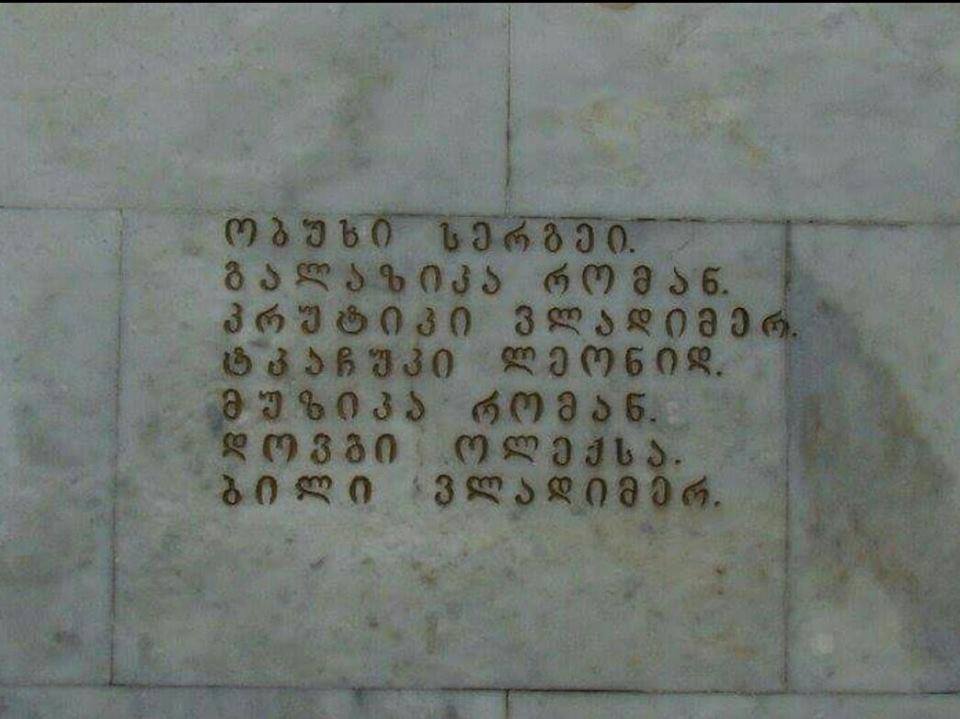 ობუხი სერგეი.
გალაზიკა რომან.
კრუტიკი ვლადიმერ.
ტკაჩუკი ლეონიდ.
მუზიკა რომან.
დოვგი ოლექსა.
ბილი ვლადიმერ.